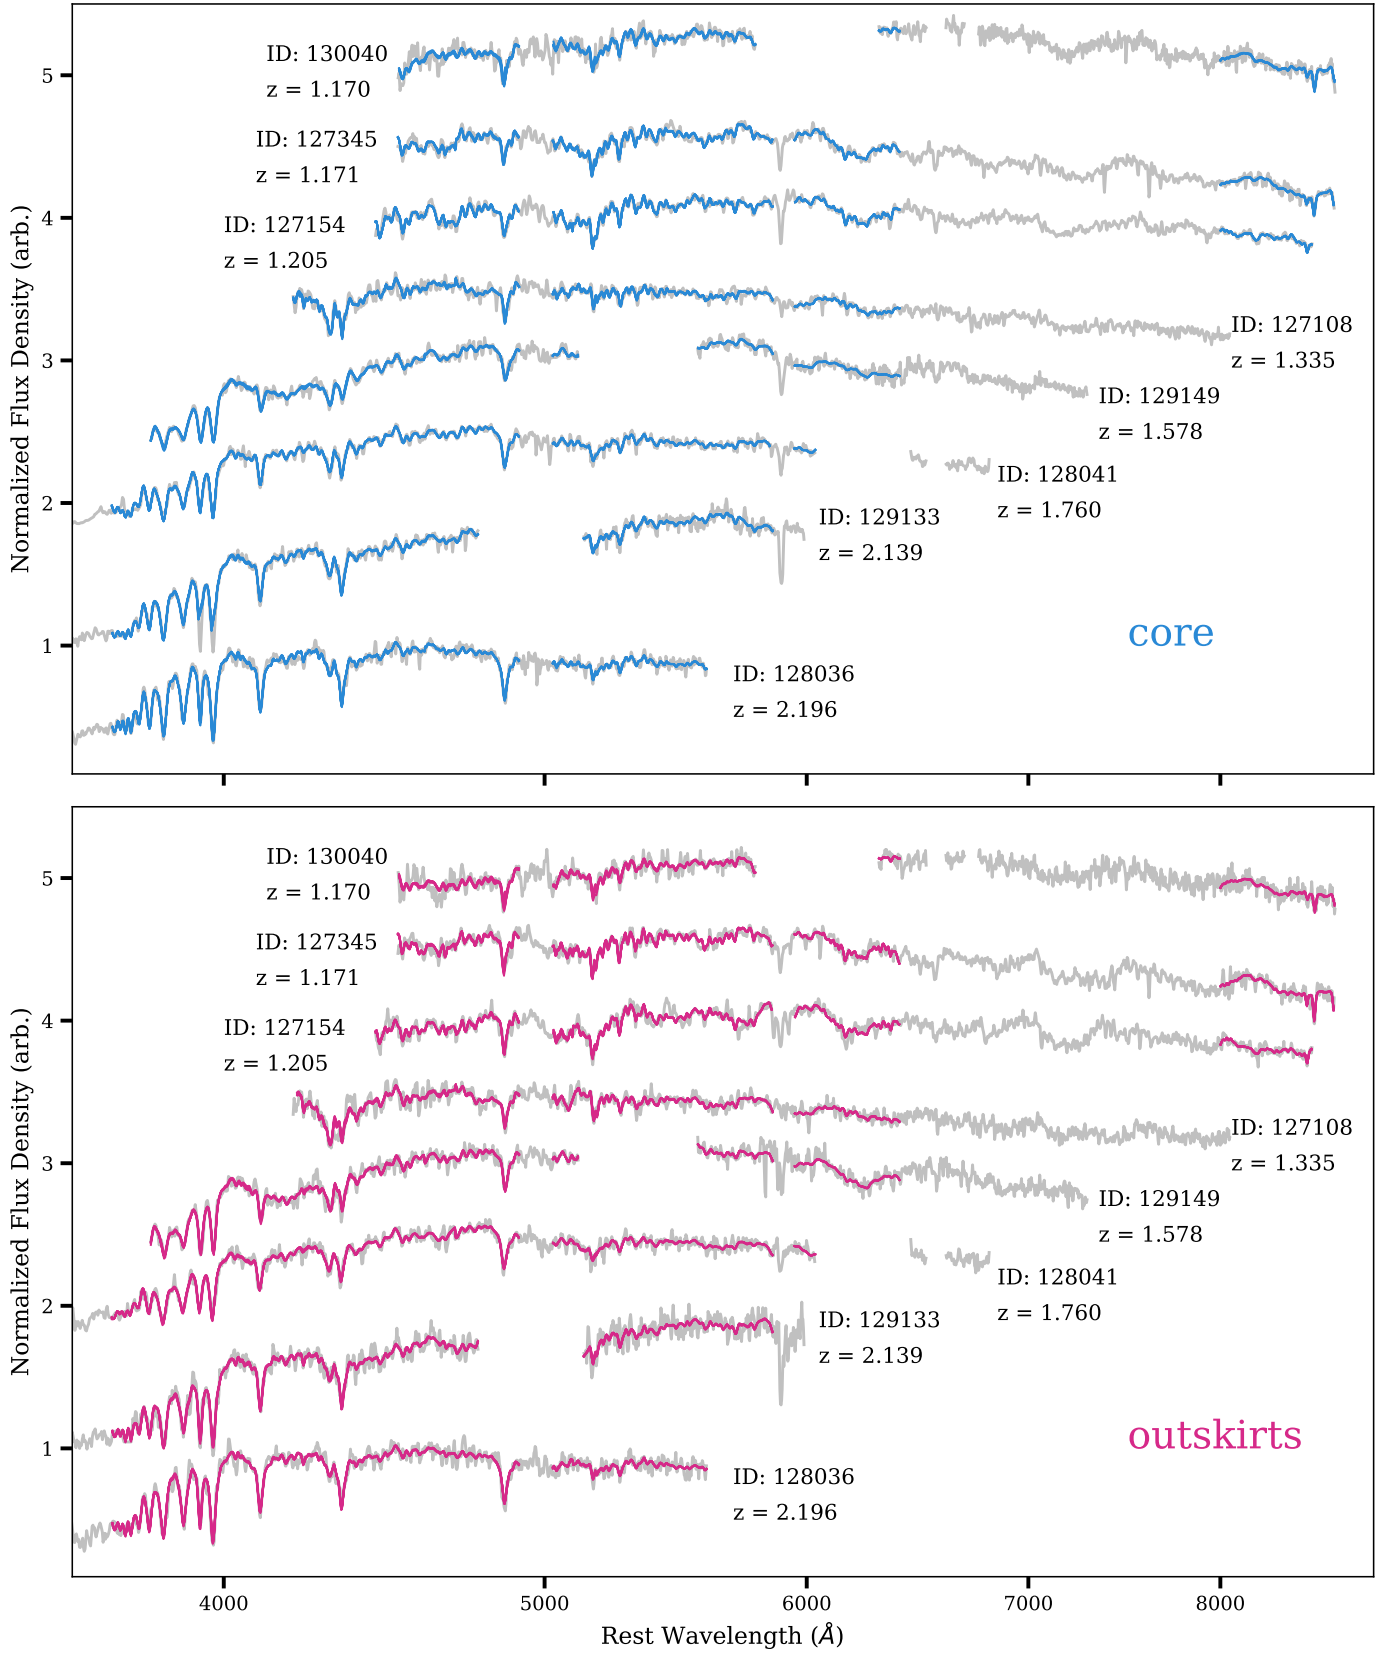 ID: 130040
z = 1.170
ID: 127345
z = 1.171
ID: 127154
z = 1.205
ID: 127108
z = 1.335
ID: 129149
z = 1.578
ID: 128041
z = 1.760
ID: 129133
z = 2.139
ID: 128036
z = 2.196
core
5
4
3
2
1
Normalized Flux Density (arb.)
ID: 130040
z = 1.170
ID: 127345
z = 1.171
ID: 127154
z = 1.205
ID: 127108
z = 1.335
ID: 129149
z = 1.578
ID: 128041
z = 1.760
ID: 129133
z = 2.139
ID: 128036
z = 2.196
outskirts
5
4
3
2
1
Normalized Flux Density (arb.)
4000 5000 6000 7000 8000
Rest Wavelength (Å)